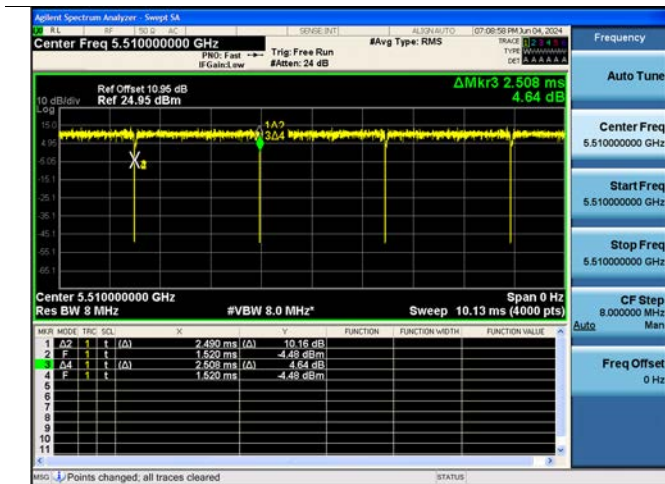 Agilent Spectrum Analyzer - Swept SA
RL RF 50 Ω AC SENSE:INT ALIGN AUTO 07:08:58 PM Jun 04, 2024
Center Freq 5.510000000 GHz #Avg Type: RMS TRACE 1 2 3 4 5 6
PNO: Fast Trig: Free Run TYPE
IFGain:Low #Atten: 24 dB DET A A A A A A
ΔMkr3 2.508 ms
4.64 dB
Ref Offset 10.95 dB
10 dB/div Ref 24.95 dBm
Log
15.0
4.95
-5.05
-15.1
-25.1
-35.1
-45.1
-55.1
-65.1
1Δ2
3Δ4
Center 5.510000000 GHz Span 0 Hz
Res BW 8 MHz #VBW 8.0 MHz* Sweep 10.13 ms (4000 pts)
MKR MODE TRC SCL X Y FUNCTION FUNCTION WIDTH FUNCTION VALUE
1 Δ2 1 t (Δ) 2.490 ms (Δ) 10.16 dB
2 F 1 t 1.520 ms -4.48 dBm
3 Δ4 1 t (Δ) 2.508 ms (Δ) 4.64 dB
4 F 1 t 1.520 ms -4.48 dBm
5
6
7
8
9
10
11
MSG Points changed; all traces cleared STATUS
Frequency
Auto Tune
Center Freq
5.510000000 GHz
Start Freq
5.510000000 GHz
Stop Freq
5.510000000 GHz
CF Step
8.000000 MHz
Auto Man
Freq Offset
0 Hz